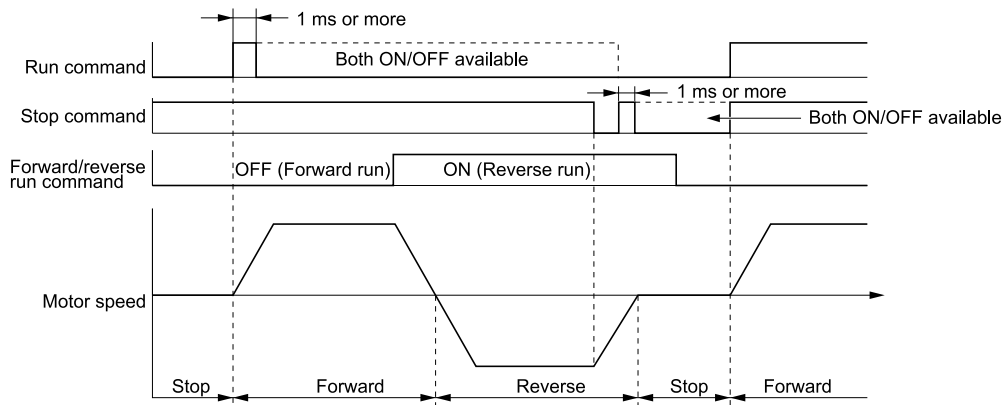 1 ms or more
Run command
Both ON/OFF available
1 ms or more
Stop command
Both ON/OFF available
Forward/reverse
run command
OFF (Forward run)
ON (Reverse run)
Motor speed
Stop
Forward
Reverse
Stop
Forward